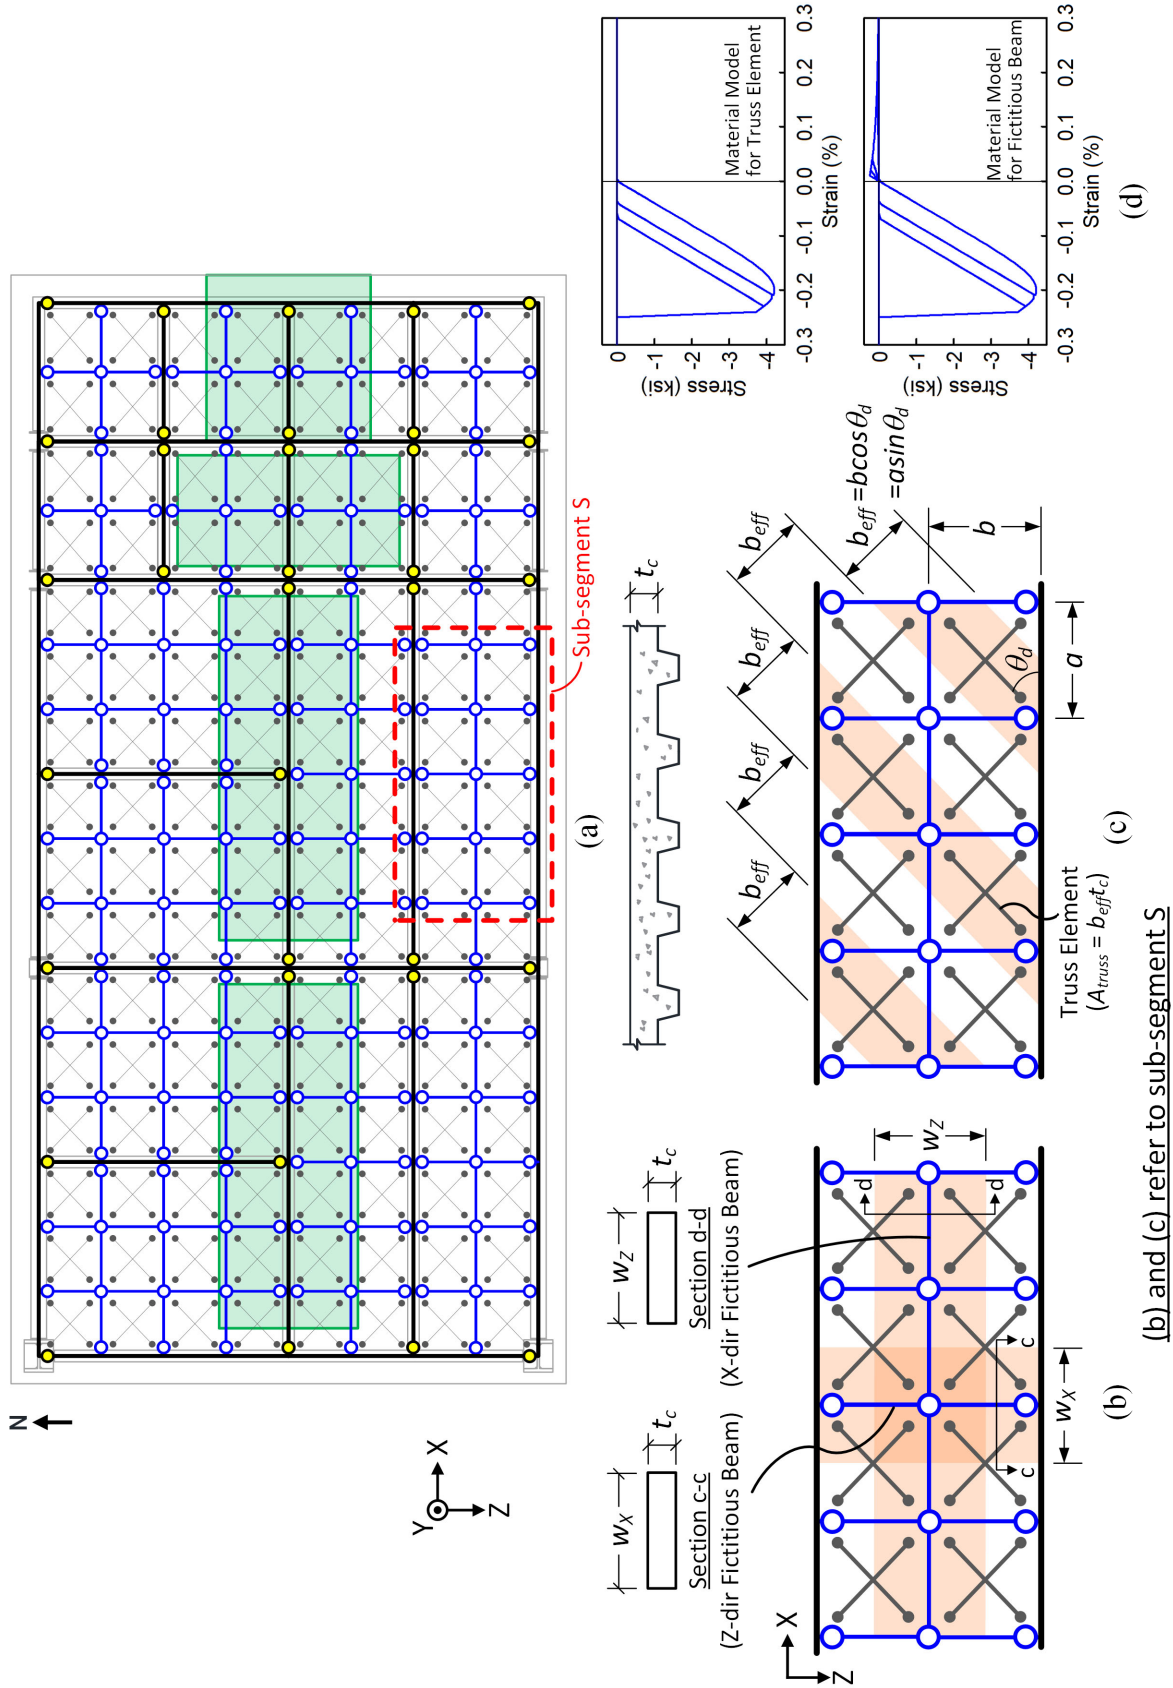 N
Y
X
Z
Sub-segment S
(a)
w_X
t_c
Section c-c
(Z-dir Fictitious Beam)
w_Z
t_c
Section d-d
(X-dir Fictitious Beam)
X
Z
w_Z
d
d
c
c
w_X
(b)
t_c
b_eff
b_eff
b_eff
b_eff
b_eff=bcosθ_d
=asinθ_d
b
θ_d
a
Truss Element
(A_truss = b_eff t_c)
(c)
(b) and (c) refer to sub-segment S
Stress (ksi)
0
-1
-2
-3
-4
Material Model
for Truss Element
-0.3 -0.2 -0.1 0.0 0.1 0.2 0.3
Strain (%)
Stress (ksi)
0
-1
-2
-3
-4
Material Model
for Fictitious Beam
-0.3 -0.2 -0.1 0.0 0.1 0.2 0.3
Strain (%)
(d)